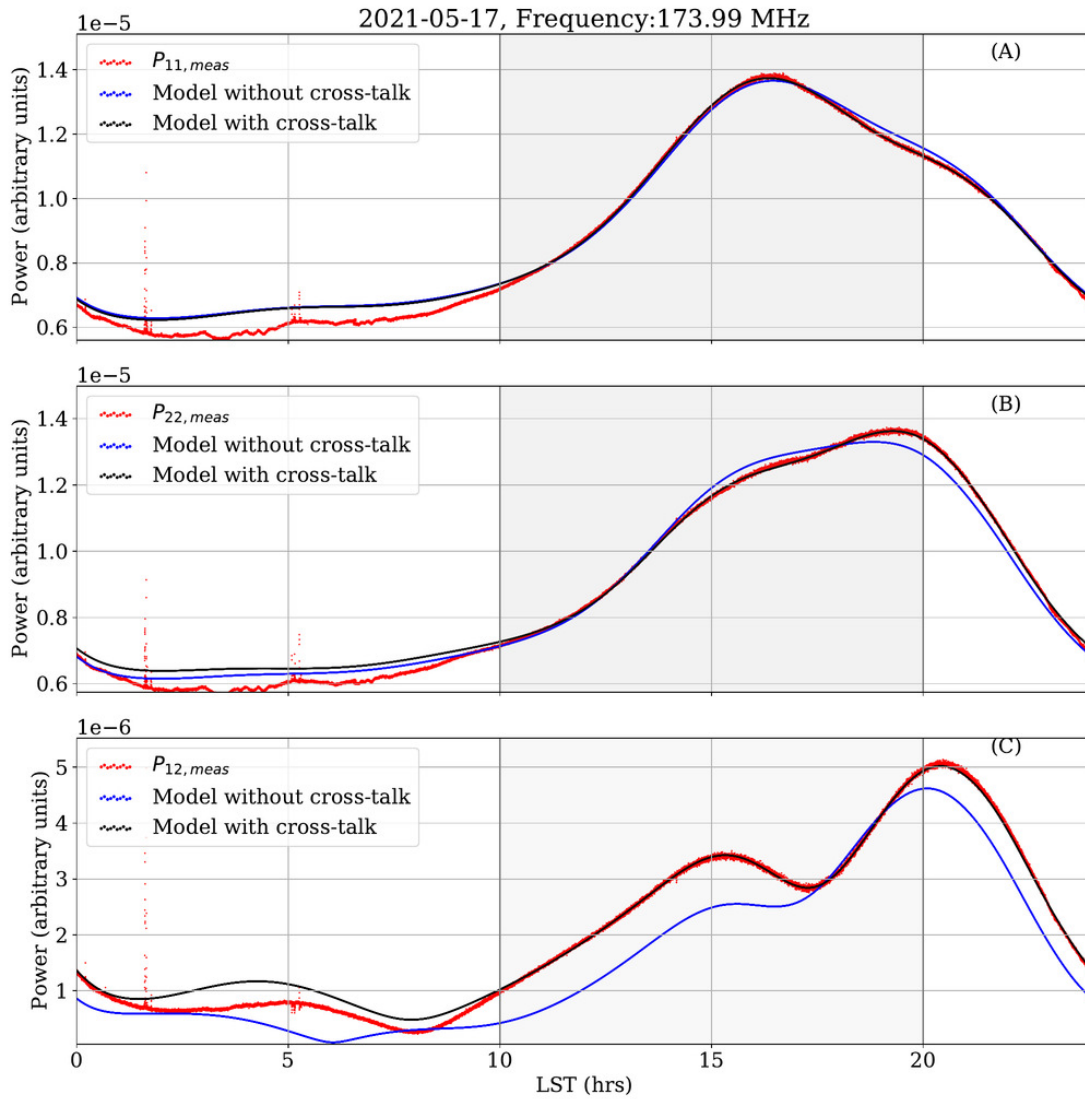 2021-05-17, Frequency:173.99 MHz
1e−5
(A)
P11, meas
Model without cross-talk
Model with cross-talk
Power (arbitrary units)
1.4
1.2
1.0
0.8
0.6
1e−5
(B)
P22, meas
Model without cross-talk
Model with cross-talk
Power (arbitrary units)
1.4
1.2
1.0
0.8
0.6
1e−6
(C)
P12, meas
Model without cross-talk
Model with cross-talk
Power (arbitrary units)
5
4
3
2
1
0 5 10 15 20
LST (hrs)